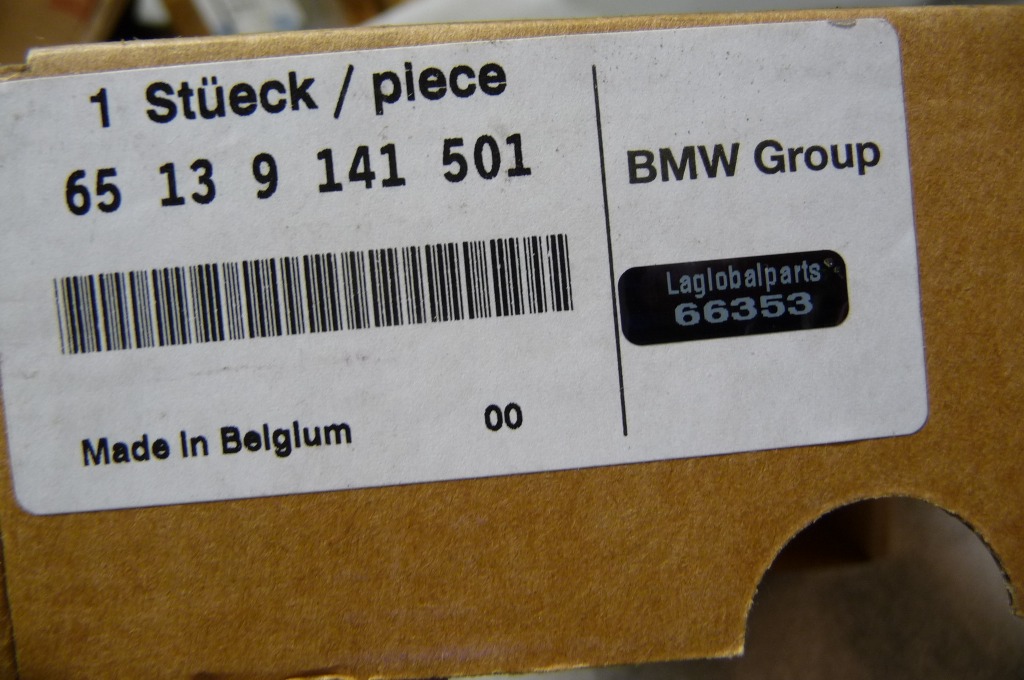 1 Stüeck / piece
65 13 9 141 501
Made In Belgium
00
BMW Group
Laglobalparts
66353